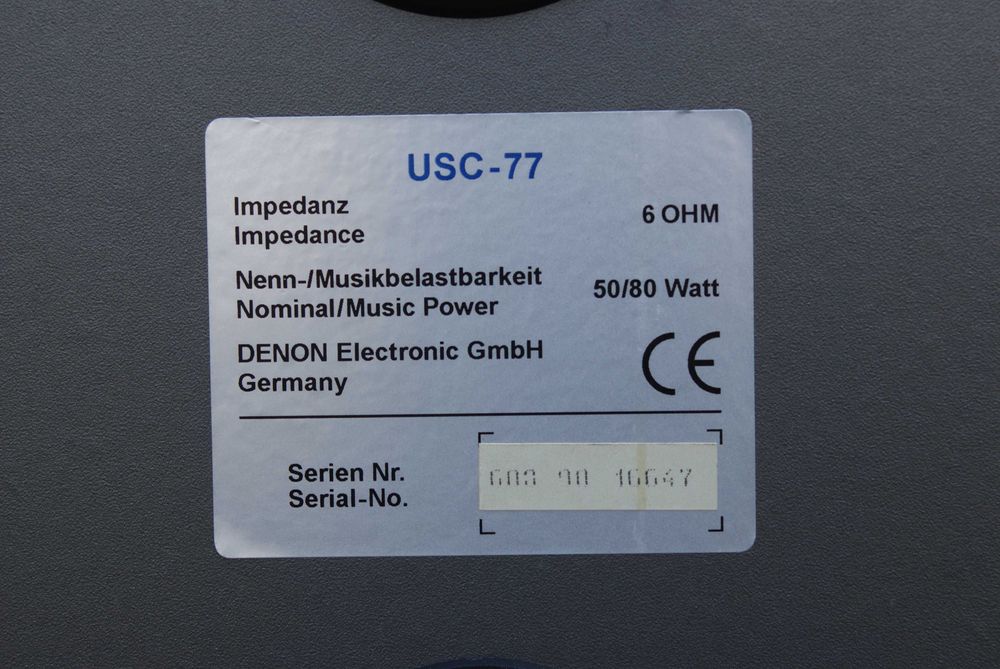 USC-77
Impedanz
Impedance
6 OHM
Nenn-/Musikbelastbarkeit
Nominal/Music Power
50/80 Watt
DENON Electronic GmbH
Germany
CE
Serien Nr.
Serial-No.